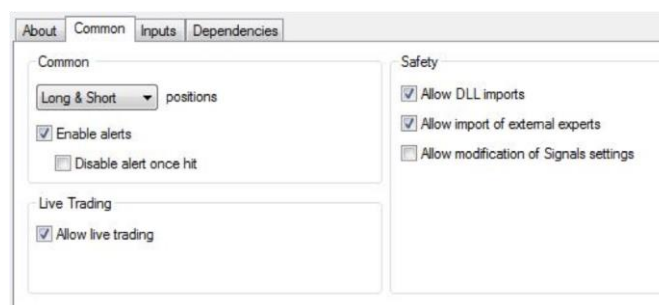 About Common Inputs Dependencies
Common
Long & Short positions
Enable alerts
Disable alert once hit
Live Trading
Allow live trading
Safety
Allow DLL imports
Allow import of external experts
Allow modification of Signals settings